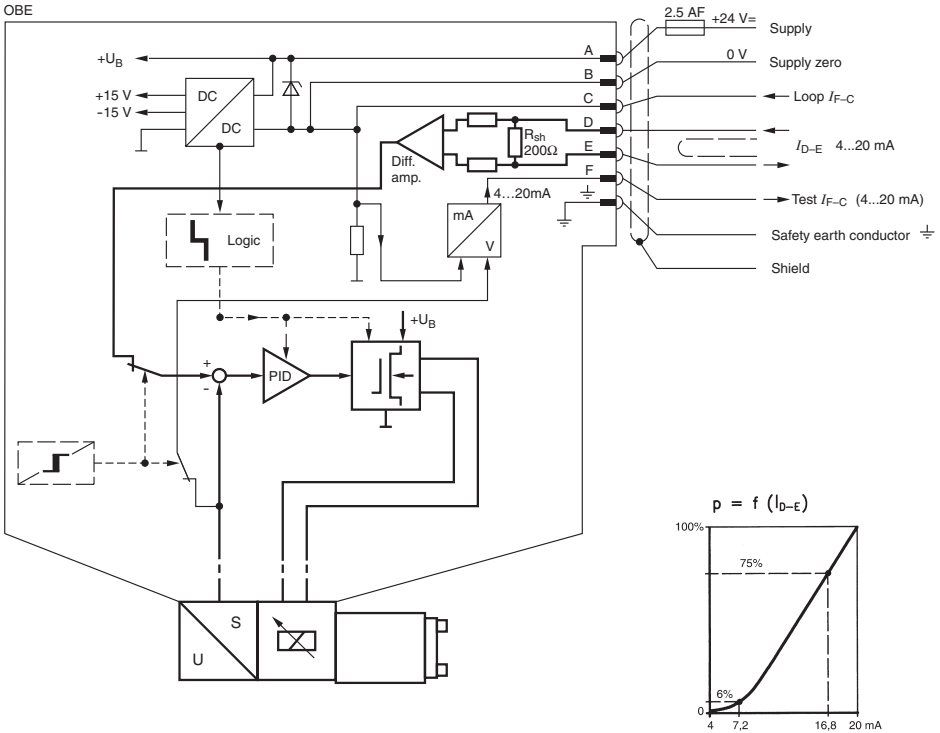 OBE
2.5 AF
+24 V=
Supply
+U_B
A
0 V
B
Supply zero
+15 V
-15 V
DC
DC
C
Loop I_F–C
D
R_sh
200Ω
I_D–E 4...20 mA
E
Diff.
amp.
F
4...20mA
Test I_F–C (4...20 mA)
mA
V
Logic
Safety earth conductor
Shield
+U_B
+
-
PID
p = f (I_D–E)
100%
75%
6%
0
4 7,2 16,8 20 mA
S
U